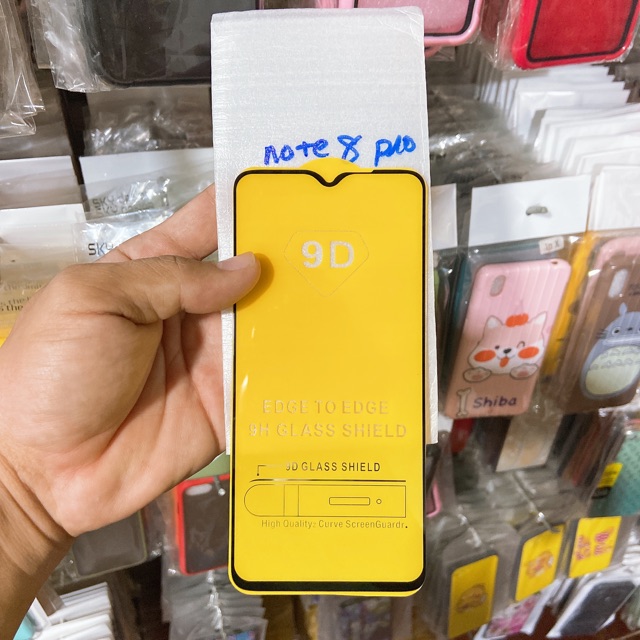 note 8 pro
9D
EDGE TO EDGE
9H GLASS SHIELD
9D GLASS SHIELD
High Quality: Curve ScreenGuardr.
Shiba